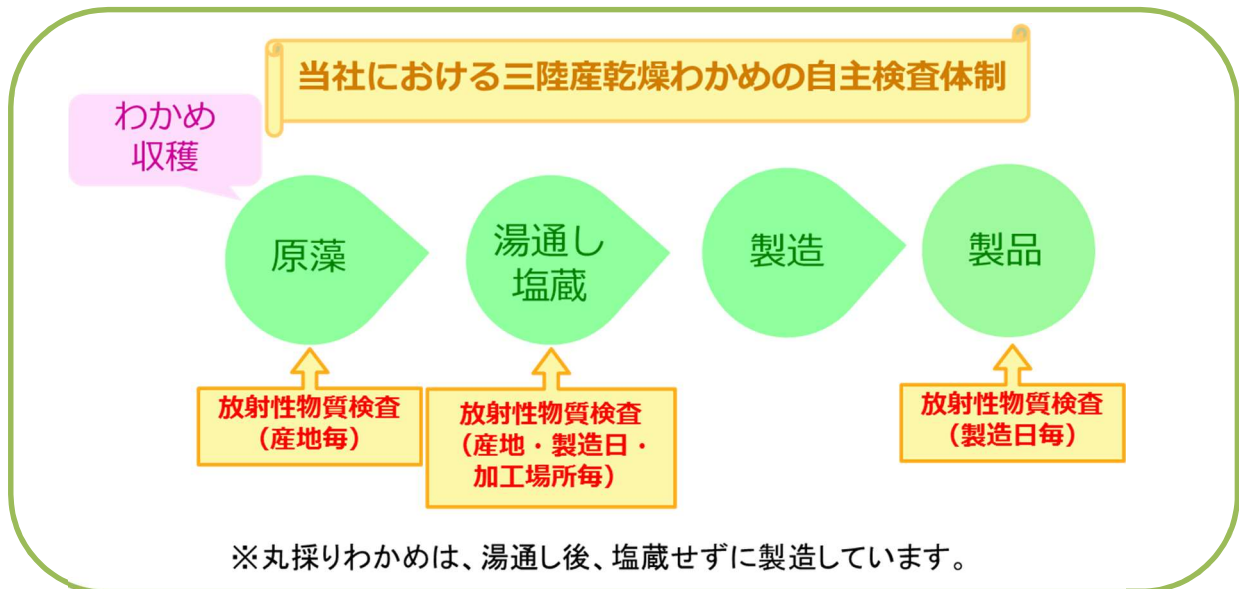 当社における三陸産乾燥わかめの自主検査体制
わかめ
収穫
原藻
湯通し
塩蔵
製造
製品
放射性物質検査
（産地毎）
放射性物質検査
（産地・製造日・
加工場所毎）
放射性物質検査
（製造日毎）
※丸採りわかめは、湯通し後、塩蔵せずに製造しています。